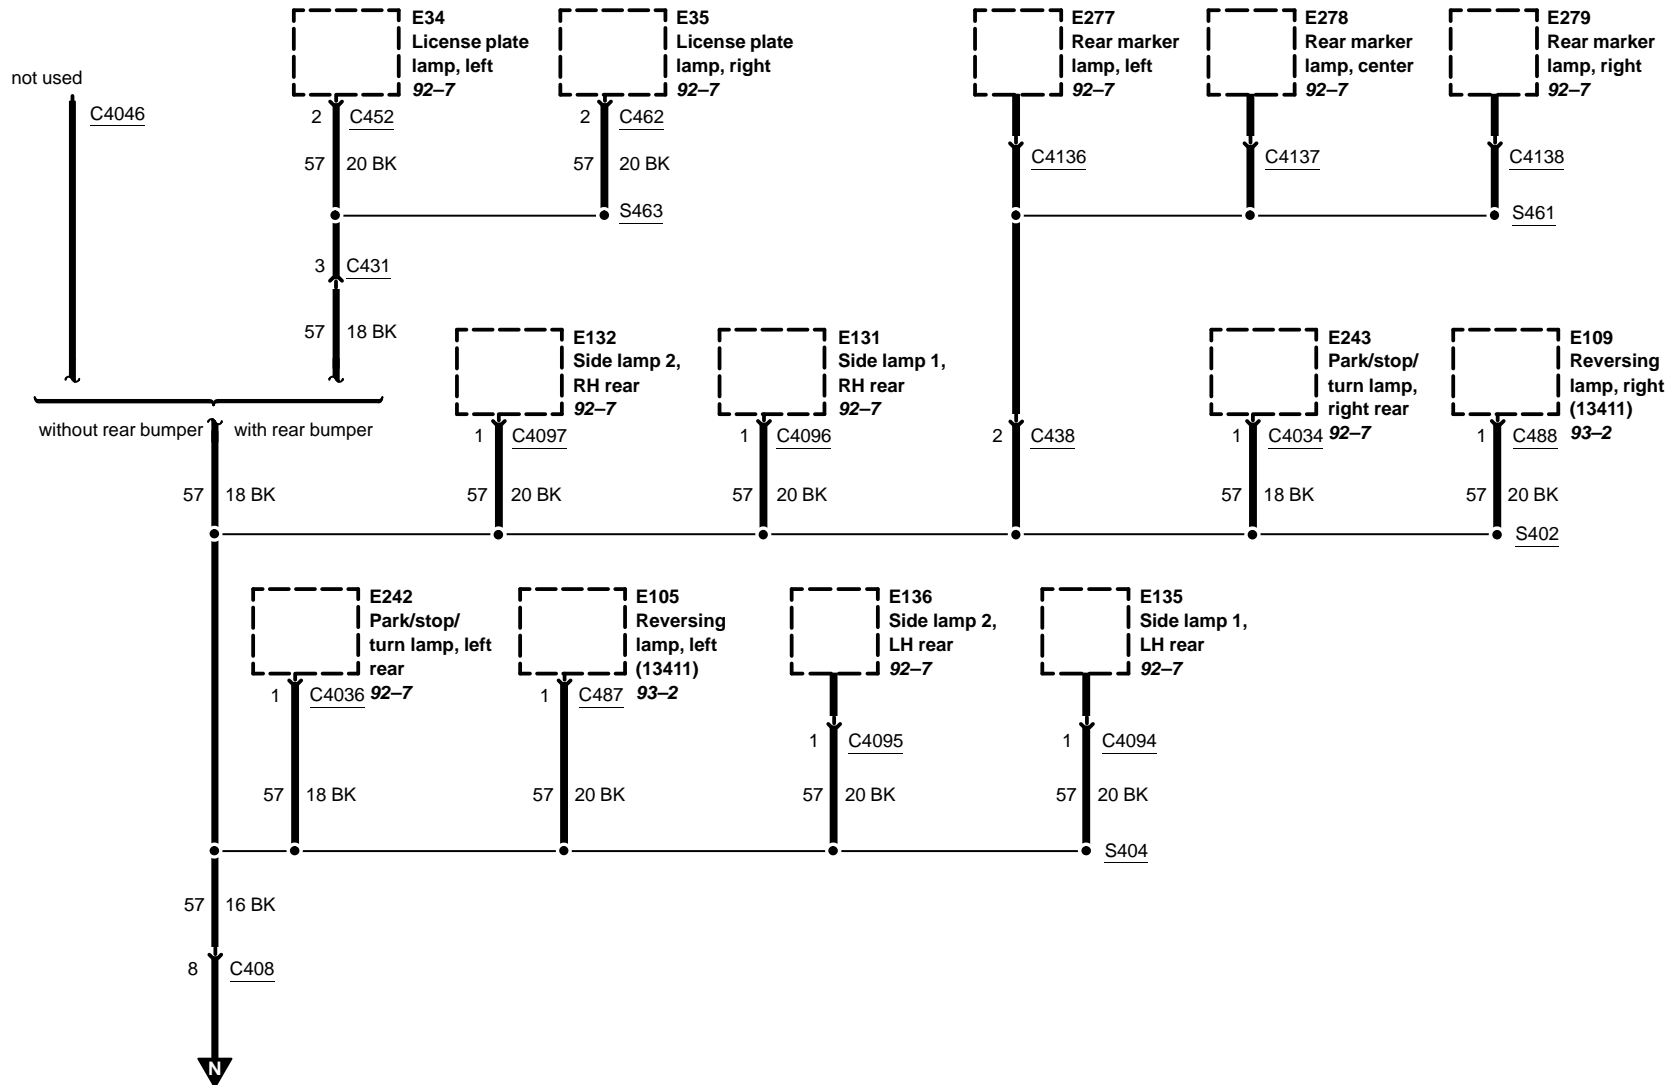 not used
C4046
E34
License plate
lamp, left
92–7
2 C452
57 20 BK
E35
License plate
lamp, right
92–7
2 C462
57 20 BK
S463
3 C431
57 18 BK
E277
Rear marker
lamp, left
92–7
C4136
E278
Rear marker
lamp, center
92–7
C4137
E279
Rear marker
lamp, right
92–7
C4138
S461
without rear bumper
with rear bumper
57 18 BK
E132
Side lamp 2,
RH rear
92–7
1 C4097
57 20 BK
E131
Side lamp 1,
RH rear
92–7
1 C4096
57 20 BK
2 C438
E243
Park/stop/
turn lamp,
right rear
92–7
1 C4034
57 18 BK
E109
Reversing
lamp, right
(13411)
93–2
1 C488
57 20 BK
S402
E242
Park/stop/
turn lamp, left
rear
92–7
1 C4036
57 18 BK
E105
Reversing
lamp, left
(13411)
93–2
1 C487
57 20 BK
E136
Side lamp 2,
LH rear
92–7
1 C4095
57 20 BK
E135
Side lamp 1,
LH rear
92–7
1 C4094
57 20 BK
S404
57 16 BK
8 C408
N